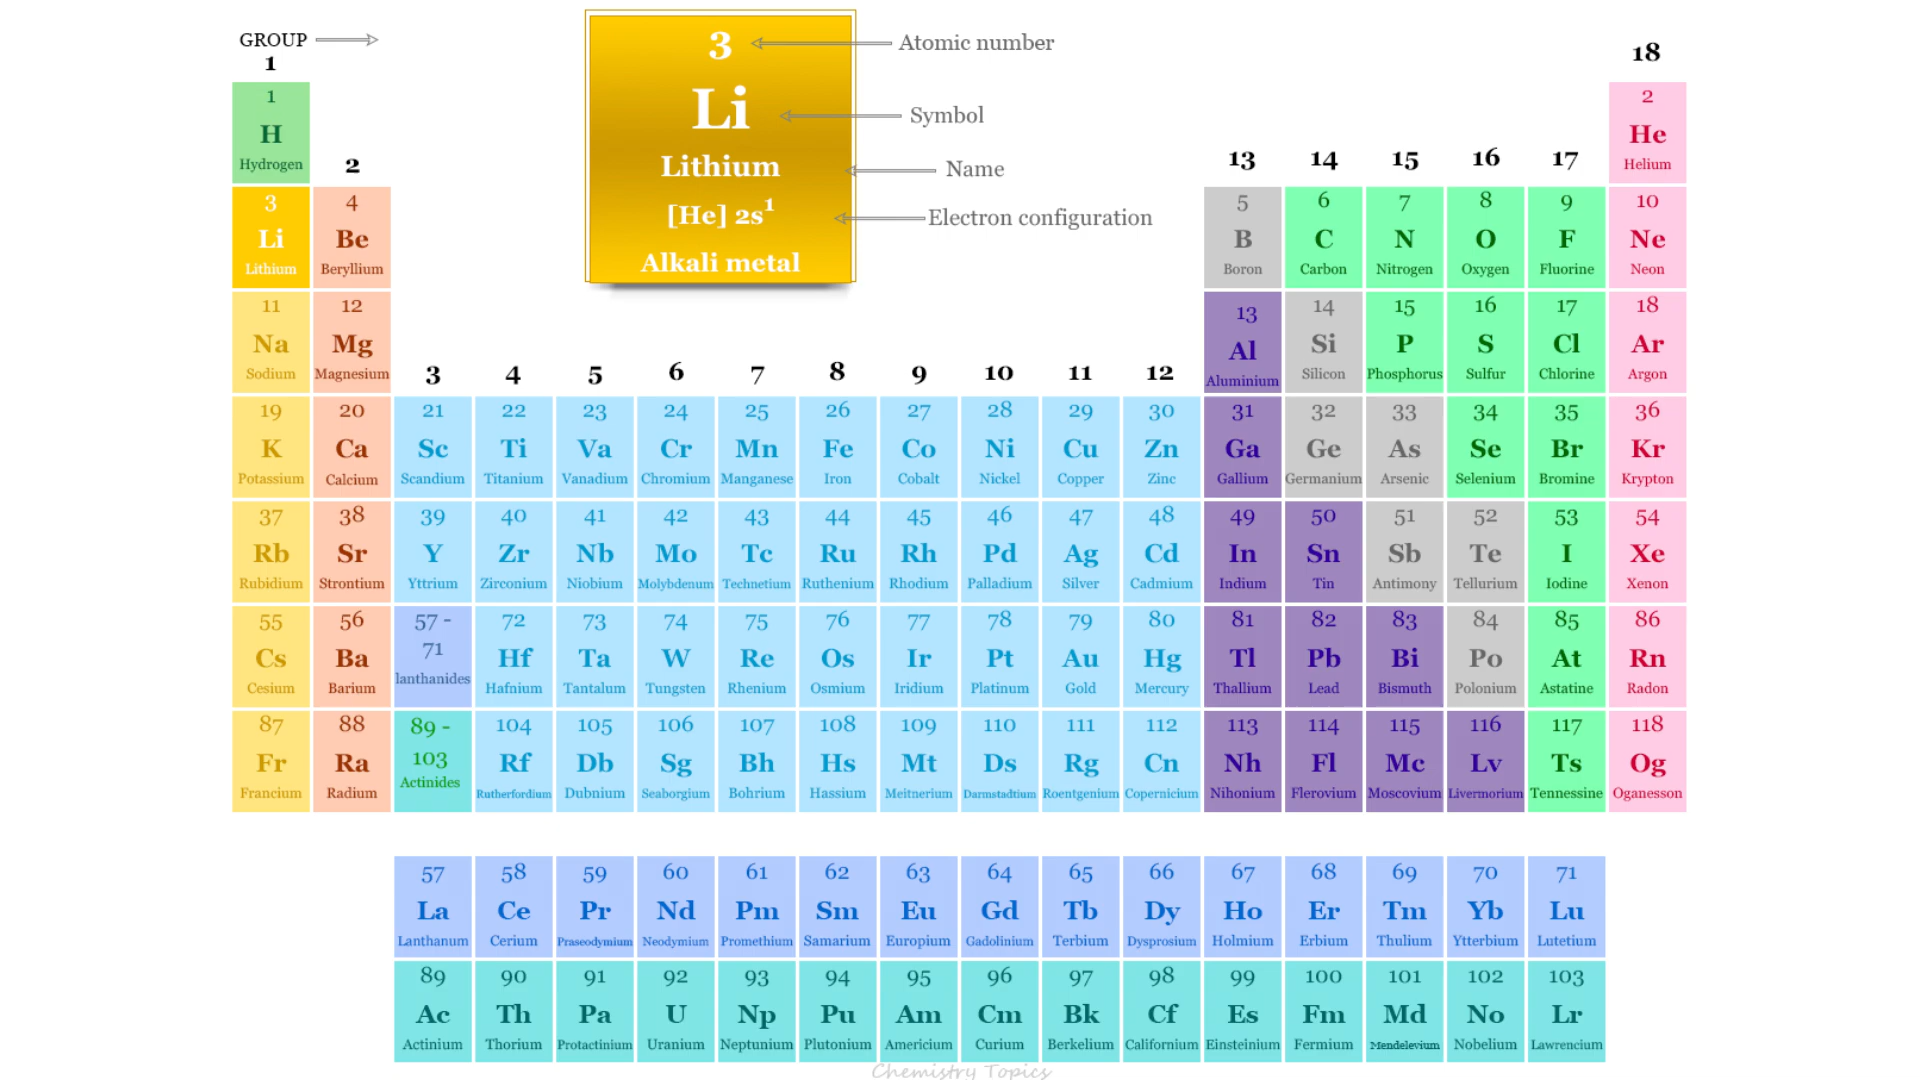 GROUP
1
18
3
Atomic number
Li
Symbol
Lithium
Name
[He] 2s¹
Electron configuration
Alkali metal
1 2
H He
Hydrogen Helium
2 13 14 15 16 17
3 4 5 6 7 8 9 10
Li Be B C N O F Ne
Lithium Beryllium Boron Carbon Nitrogen Oxygen Fluorine Neon
11 12 13 14 15 16 17 18
Na Mg Al Si P S Cl Ar
Sodium Magnesium Aluminium Silicon Phosphorus Sulfur Chlorine Argon
3 4 5 6 7 8 9 10 11 12
19 20 21 22 23 24 25 26 27 28 29 30 31 32 33 34 35 36
K Ca Sc Ti Va Cr Mn Fe Co Ni Cu Zn Ga Ge As Se Br Kr
Potassium Calcium Scandium Titanium Vanadium Chromium Manganese Iron Cobalt Nickel Copper Zinc Gallium Germanium Arsenic Selenium Bromine Krypton
37 38 39 40 41 42 43 44 45 46 47 48 49 50 51 52 53 54
Rb Sr Y Zr Nb Mo Tc Ru Rh Pd Ag Cd In Sn Sb Te I Xe
Rubidium Strontium Yttrium Zirconium Niobium Molybdenum Technetium Ruthenium Rhodium Palladium Silver Cadmium Indium Tin Antimony Tellurium Iodine Xenon
55 56 57 - 71 72 73 74 75 76 77 78 79 80 81 82 83 84 85 86
Cs Ba lanthanides Hf Ta W Re Os Ir Pt Au Hg Tl Pb Bi Po At Rn
Cesium Barium Hafnium Tantalum Tungsten Rhenium Osmium Iridium Platinum Gold Mercury Thallium Lead Bismuth Polonium Astatine Radon
87 88 89 - 103 104 105 106 107 108 109 110 111 112 113 114 115 116 117 118
Fr Ra Actinides Rf Db Sg Bh Hs Mt Ds Rg Cn Nh Fl Mc Lv Ts Og
Francium Radium Rutherfordium Dubnium Seaborgium Bohrium Hassium Meitnerium Darmstadtium Roentgenium Copernicium Nihonium Flerovium Moscovium Livermorium Tennessine Oganesson
57 58 59 60 61 62 63 64 65 66 67 68 69 70 71
La Ce Pr Nd Pm Sm Eu Gd Tb Dy Ho Er Tm Yb Lu
Lanthanum Cerium Praseodymium Neodymium Promethium Samarium Europium Gadolinium Terbium Dysprosium Holmium Erbium Thulium Ytterbium Lutetium
89 90 91 92 93 94 95 96 97 98 99 100 101 102 103
Ac Th Pa U Np Pu Am Cm Bk Cf Es Fm Md No Lr
Actinium Thorium Protactinium Uranium Neptunium Plutonium Americium Curium Berkelium Californium Einsteinium Fermium Mendelevium Nobelium Lawrencium
Chemistry Topics